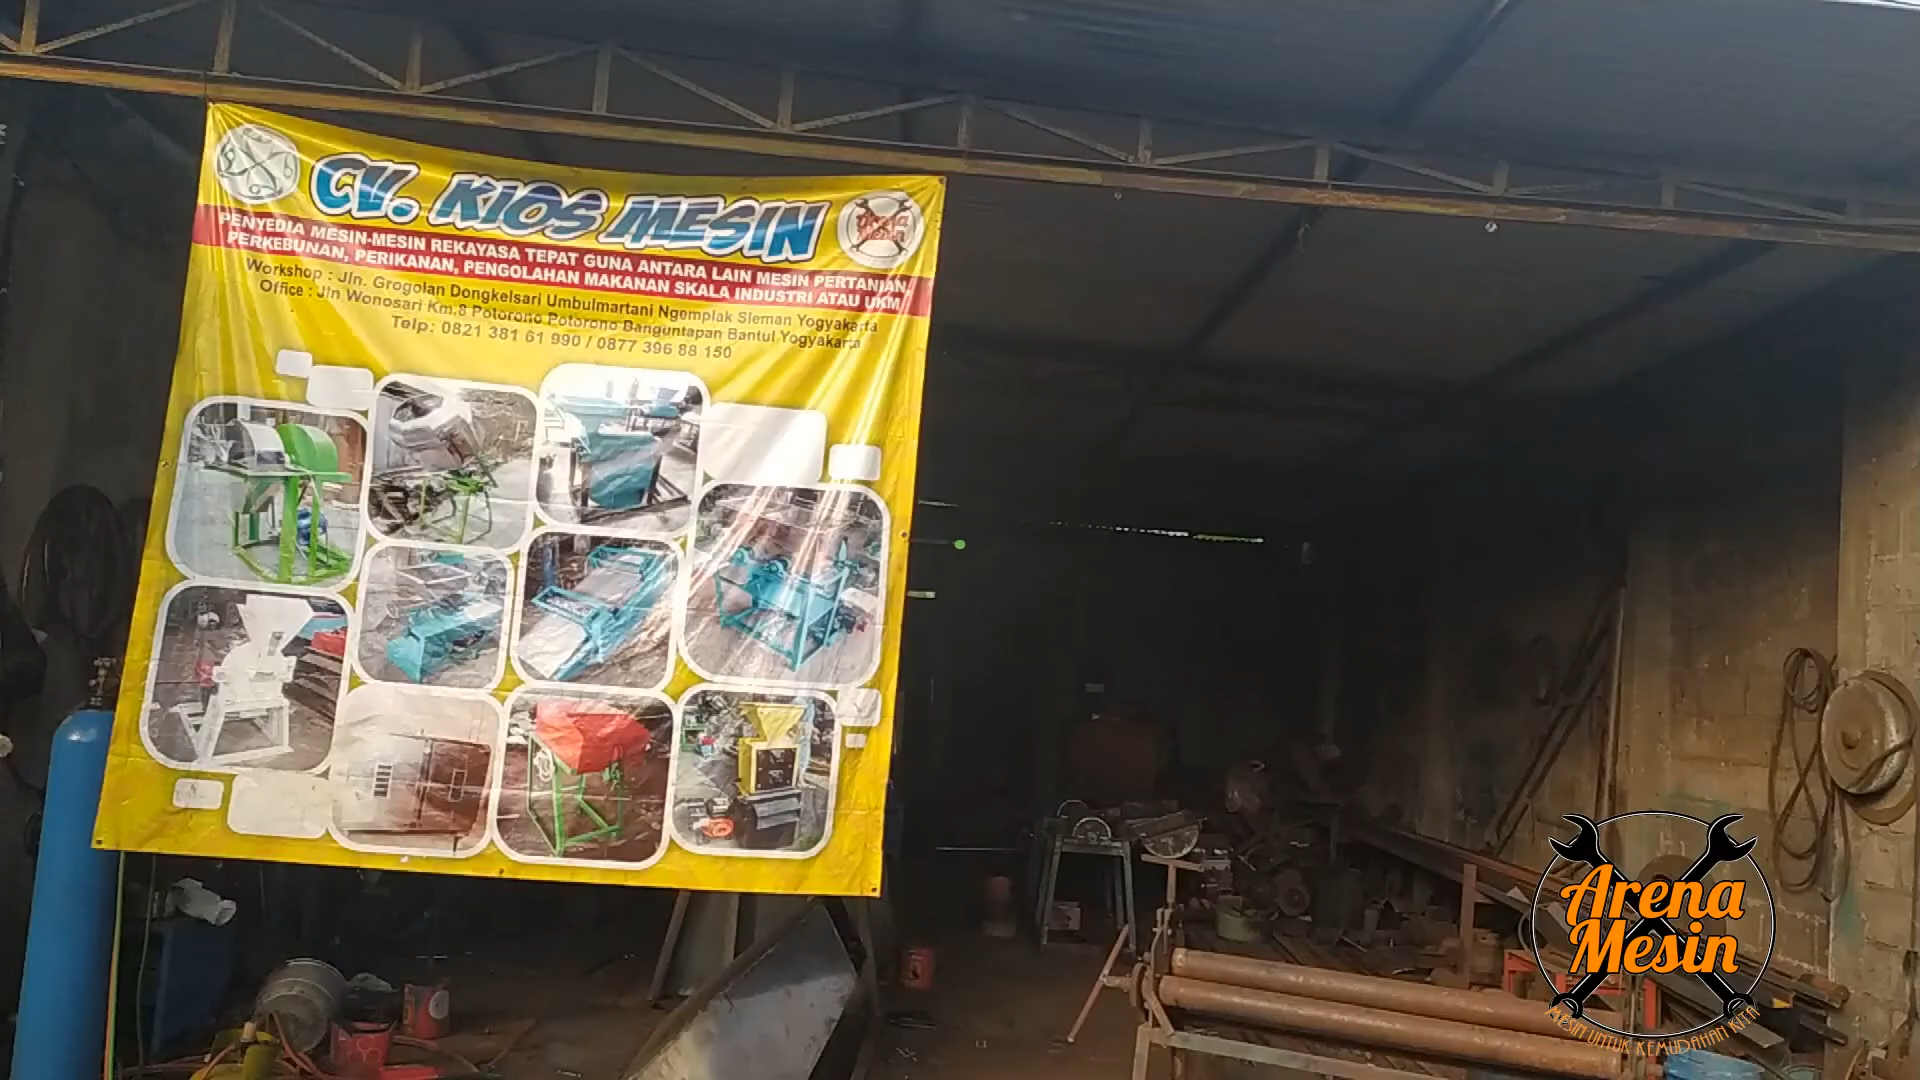 CV. KIOS MESIN
ARENA MESIN
PENYEDIA MESIN-MESIN REKAYASA TEPAT GUNA ANTARA LAIN MESIN PERTANIAN,
PERKEBUNAN, PERIKANAN, PENGOLAHAN MAKANAN SKALA INDUSTRI ATAU UKM
Workshop : Jln. Grogolan Dongkelsari Umbulmartani Ngemplak Sleman Yogyakarta
Office : Jln Wonosari Km.8 Potorono Potorono Banguntapan Bantul Yogyakarta
Telp: 0821 381 61 990 / 0877 396 88 150
Arena
Mesin
MESIN UNTUK KEMUDAHAN KITA